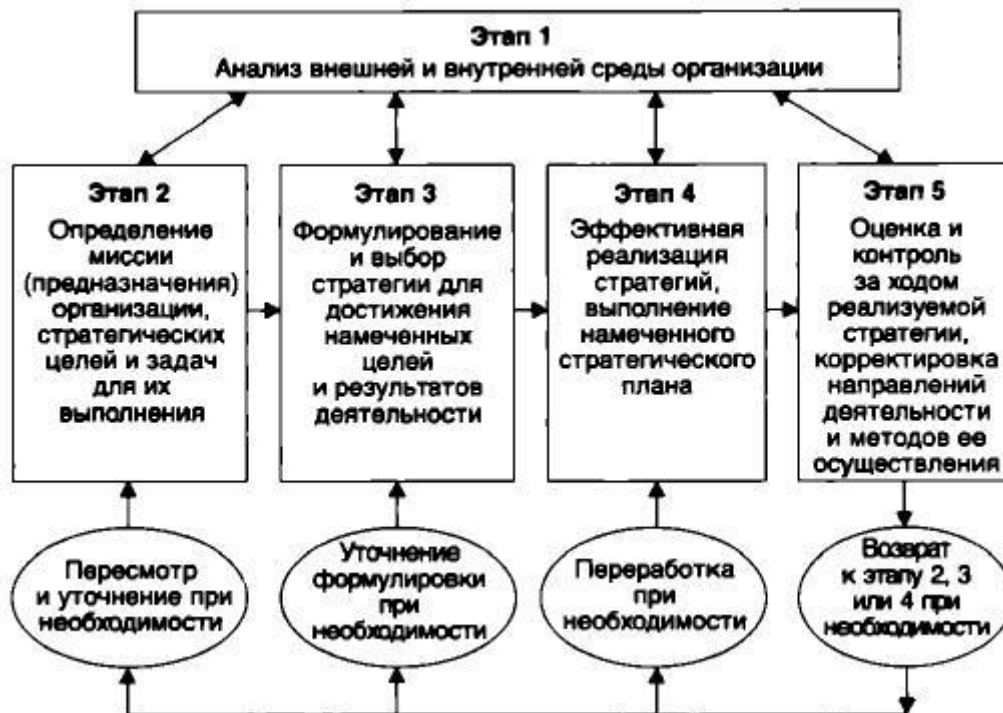 Этап 1
Анализ внешней и внутренней среды организации
Этап 2
Определение
миссии
(предназначения)
организации,
стратегических
целей и задач
для их
выполнения
Этап 3
Формулирование
и выбор
стратегии для
достижения
намеченных
целей
и результатов
деятельности
Этап 4
Эффективная
реализация
стратегий,
выполнение
намеченного
стратегического
плана
Этап 5
Оценка и
контроль
за ходом
реализуемой
стратегии,
корректировка
направлений
деятельности
и методов ее
осуществления
Пересмотр
и уточнение при
необходимости
Уточнение
формулировки
при
необходимости
Переработка
при
необходимости
Возврат
к этапу 2, 3
или 4 при
необходимости